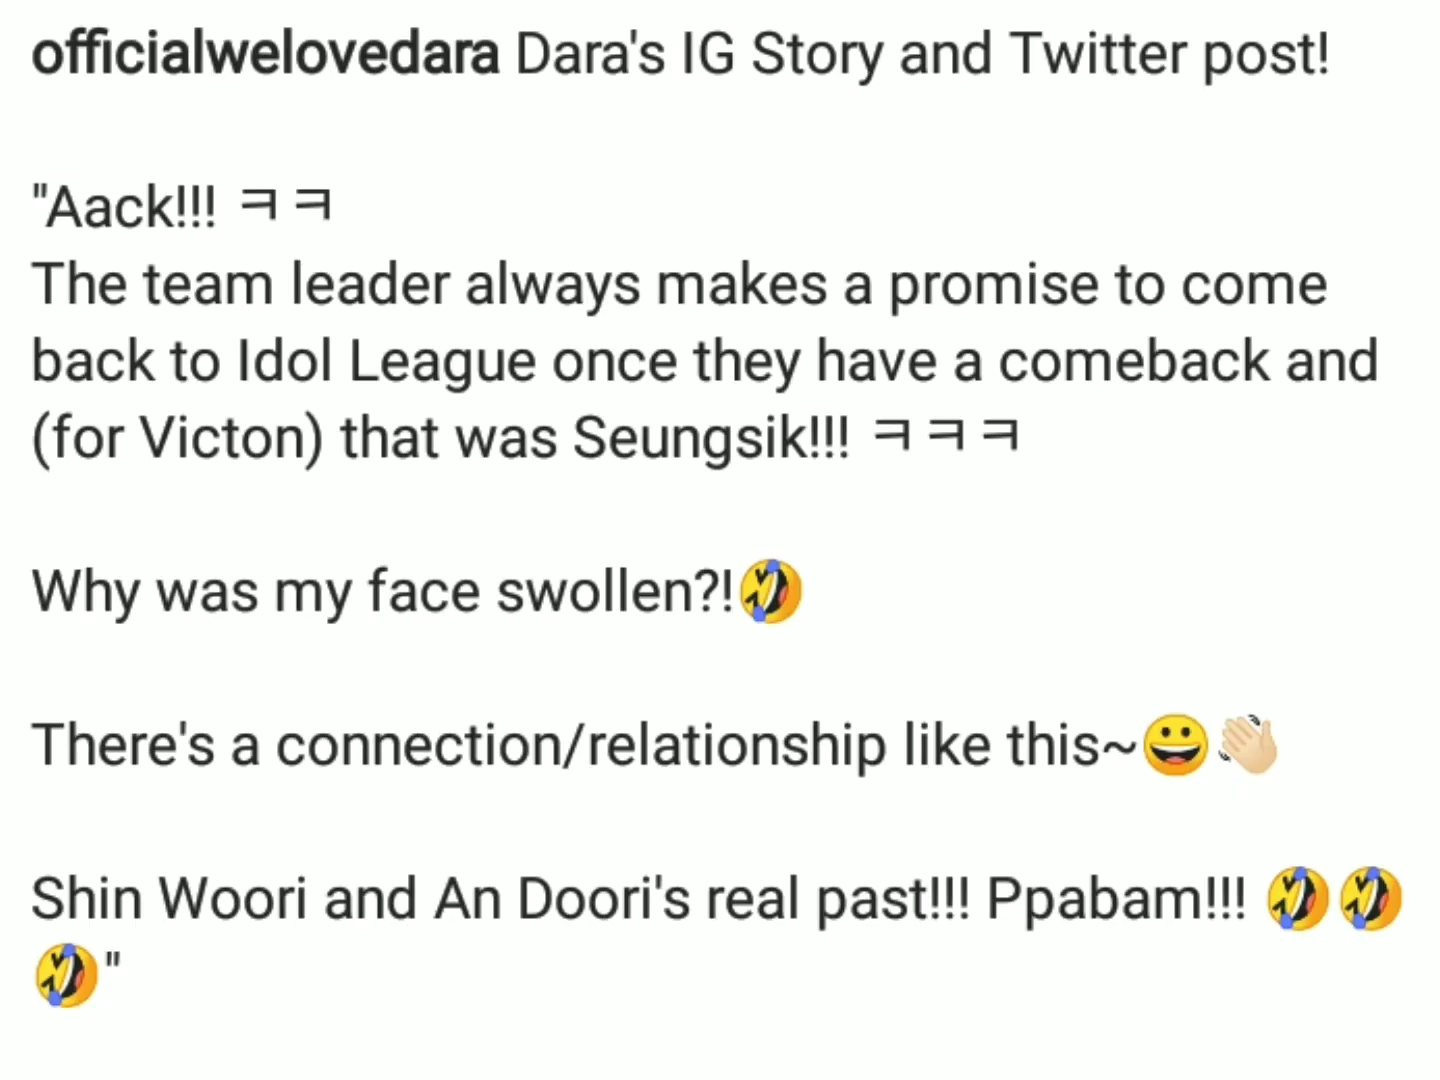 officialwelovedara Dara's IG Story and Twitter post!
"Aack!!! ㅋㅋ
The team leader always makes a promise to come
back to Idol League once they have a comeback and
(for Victon) that was Seungsik!!! ㅋㅋㅋ
Why was my face swollen?!🤣
There's a connection/relationship like this~😀👋🏻
Shin Woori and An Doori's real past!!! Ppabam!!! 🤣🤣
🤣"